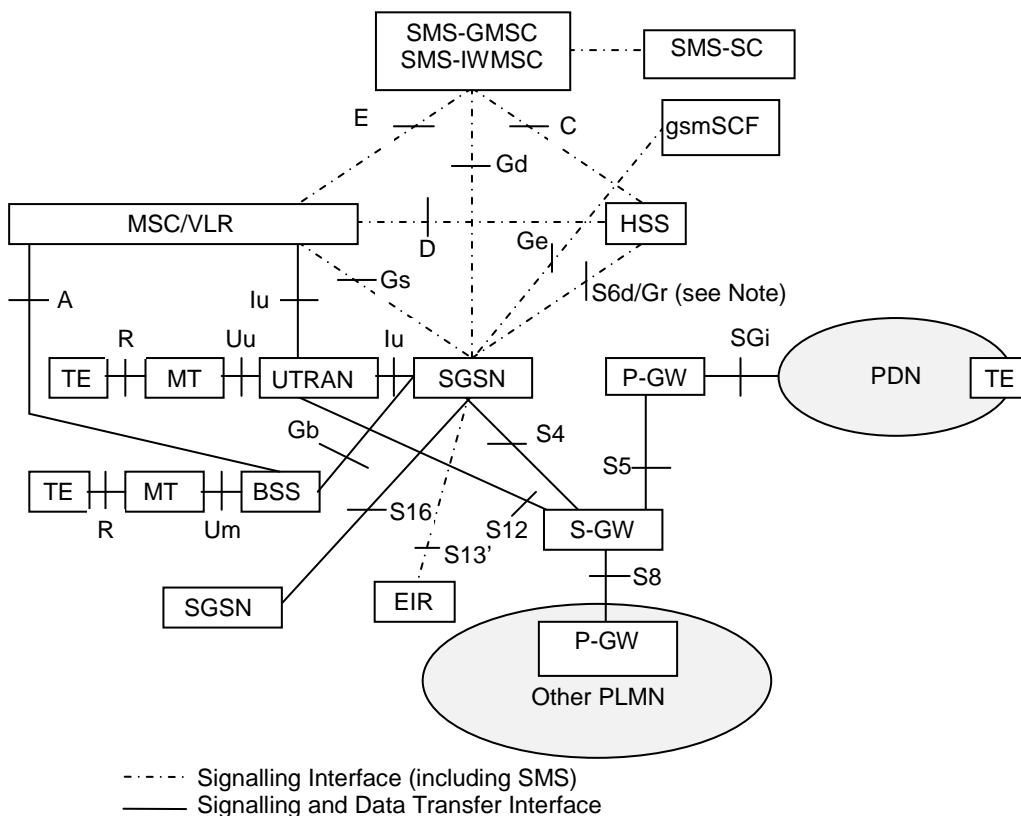 SMS-GMSC
SMS-IWMSC
SMS-SC
E
C
gsmSCF
Gd
MSC/VLR
HSS
D
Ge
Gs
S6d/Gr (see Note)
A
Iu
SGi
R
Uu
Iu
TE
MT
UTRAN
SGSN
P-GW
PDN
TE
Gb
S4
S5
TE
MT
BSS
R
Um
S16
S12
S-GW
S13’
S8
SGSN
EIR
P-GW
Other PLMN
Signalling Interface (including SMS)
Signalling and Data Transfer Interface